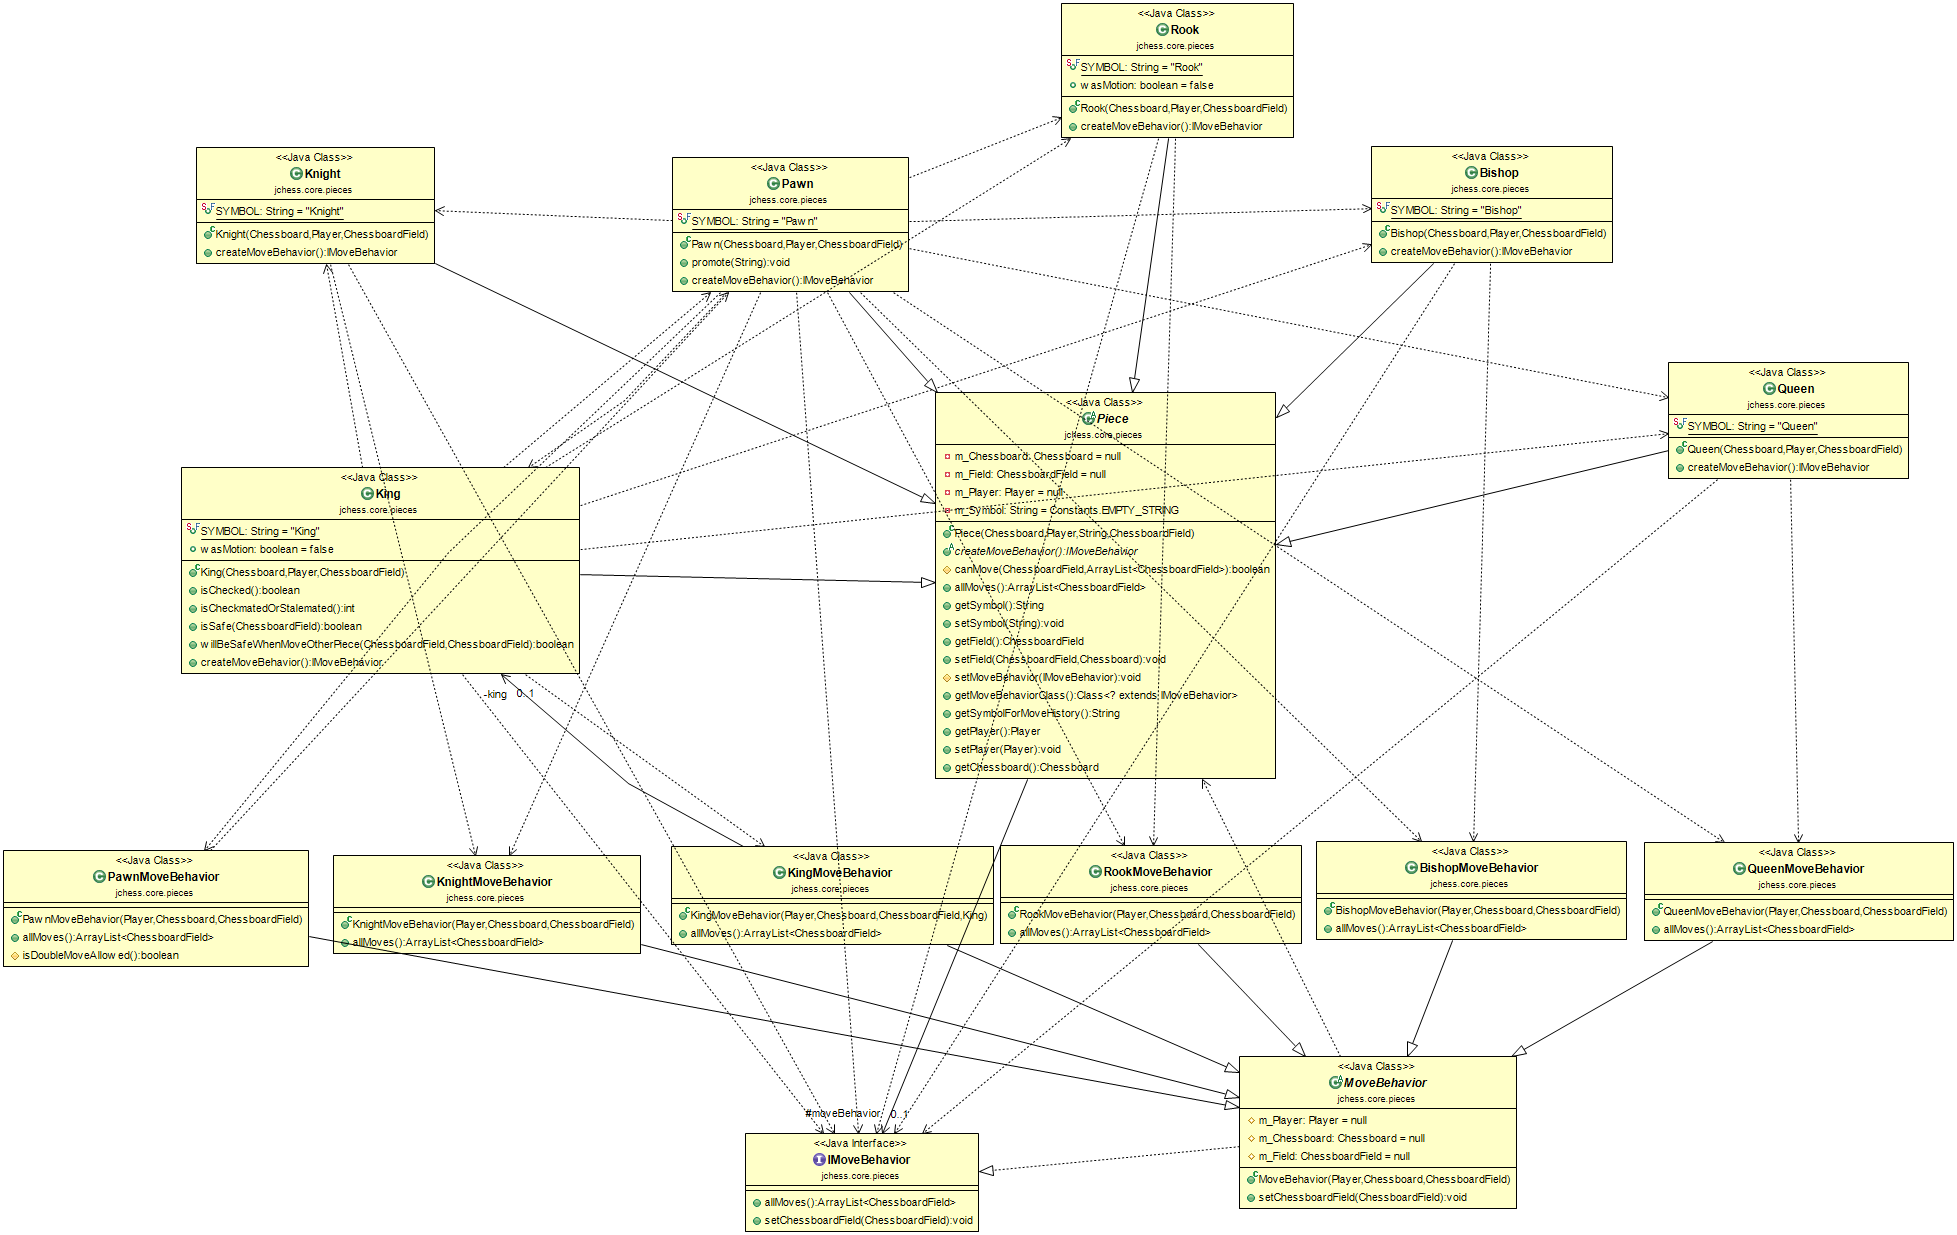 <<Java Class>>
Rook
jchess.core.pieces
SYMBOL: String = "Rook"
wasMotion: boolean = false
Rook(Chessboard,Player,ChessboardField)
createMoveBehavior():IMoveBehavior
<<Java Class>>
Knight
jchess.core.pieces
SYMBOL: String = "Knight"
Knight(Chessboard,Player,ChessboardField)
createMoveBehavior():IMoveBehavior
<<Java Class>>
Pawn
jchess.core.pieces
SYMBOL: String = "Pawn"
Pawn(Chessboard,Player,ChessboardField)
promote(String):void
createMoveBehavior():IMoveBehavior
<<Java Class>>
Bishop
jchess.core.pieces
SYMBOL: String = "Bishop"
Bishop(Chessboard,Player,ChessboardField)
createMoveBehavior():IMoveBehavior
<<Java Class>>
Queen
jchess.core.pieces
SYMBOL: String = "Queen"
Queen(Chessboard,Player,ChessboardField)
createMoveBehavior():IMoveBehavior
<<Java Class>>
Piece
jchess.core.pieces
m_Chessboard: Chessboard = null
m_Field: ChessboardField = null
m_Player: Player = null
m_Symbol: String = Constants.EMPTY_STRING
Piece(Chessboard,Player,String,ChessboardField)
createMoveBehavior():IMoveBehavior
canMove(ChessboardField,ArrayList<ChessboardField>):boolean
allMoves():ArrayList<ChessboardField>
getSymbol():String
setSymbol(String):void
getField():ChessboardField
setField(ChessboardField,Chessboard):void
setMoveBehavior(IMoveBehavior):void
getMoveBehaviorClass():Class<? extends IMoveBehavior>
getSymbolForMoveHistory():String
getPlayer():Player
setPlayer(Player):void
getChessboard():Chessboard
<<Java Class>>
King
jchess.core.pieces
SYMBOL: String = "King"
wasMotion: boolean = false
King(Chessboard,Player,ChessboardField)
isChecked():boolean
isCheckmatedOrStalemated():int
isSafe(ChessboardField):boolean
willBeSafeWhenMoveOtherPiece(ChessboardField,ChessboardField):boolean
createMoveBehavior():IMoveBehavior
-king 0..1
<<Java Class>>
PawnMoveBehavior
jchess.core.pieces
PawnMoveBehavior(Player,Chessboard,ChessboardField)
allMoves():ArrayList<ChessboardField>
isDoubleMoveAllowed():boolean
<<Java Class>>
KnightMoveBehavior
jchess.core.pieces
KnightMoveBehavior(Player,Chessboard,ChessboardField)
allMoves():ArrayList<ChessboardField>
<<Java Class>>
KingMoveBehavior
jchess.core.pieces
KingMoveBehavior(Player,Chessboard,ChessboardField,King)
allMoves():ArrayList<ChessboardField>
<<Java Class>>
RookMoveBehavior
jchess.core.pieces
RookMoveBehavior(Player,Chessboard,ChessboardField)
allMoves():ArrayList<ChessboardField>
<<Java Class>>
BishopMoveBehavior
jchess.core.pieces
BishopMoveBehavior(Player,Chessboard,ChessboardField)
allMoves():ArrayList<ChessboardField>
<<Java Class>>
QueenMoveBehavior
jchess.core.pieces
QueenMoveBehavior(Player,Chessboard,ChessboardField)
allMoves():ArrayList<ChessboardField>
#moveBehavior 0..1
<<Java Interface>>
IMoveBehavior
jchess.core.pieces
allMoves():ArrayList<ChessboardField>
setChessboardField(ChessboardField):void
<<Java Class>>
MoveBehavior
jchess.core.pieces
m_Player: Player = null
m_Chessboard: Chessboard = null
m_Field: ChessboardField = null
MoveBehavior(Player,Chessboard,ChessboardField)
setChessboardField(ChessboardField):void